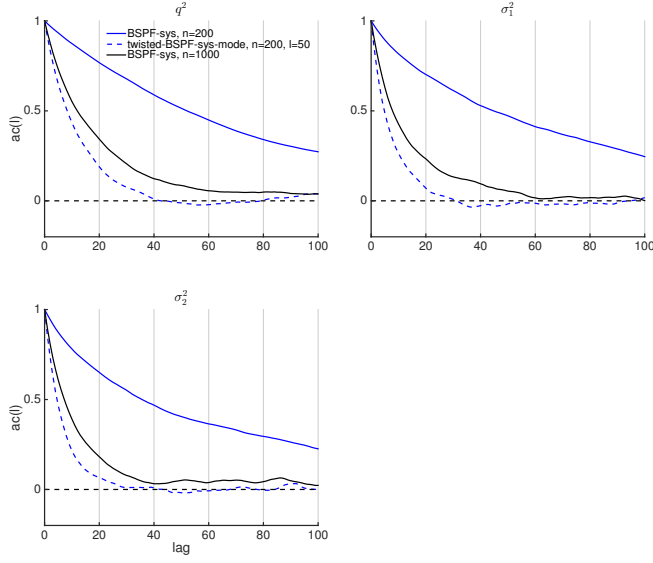 q²
1
BSPF-sys, n=200
twisted-BSPF-sys-mode, n=200, l=50
BSPF-sys, n=1000
0.5
ac(l)
0
0 20 40 60 80 100
σ₁²
1
0.5
ac(l)
0
0 20 40 60 80 100
σ₂²
1
0.5
ac(l)
0
0 20 40 60 80 100
lag